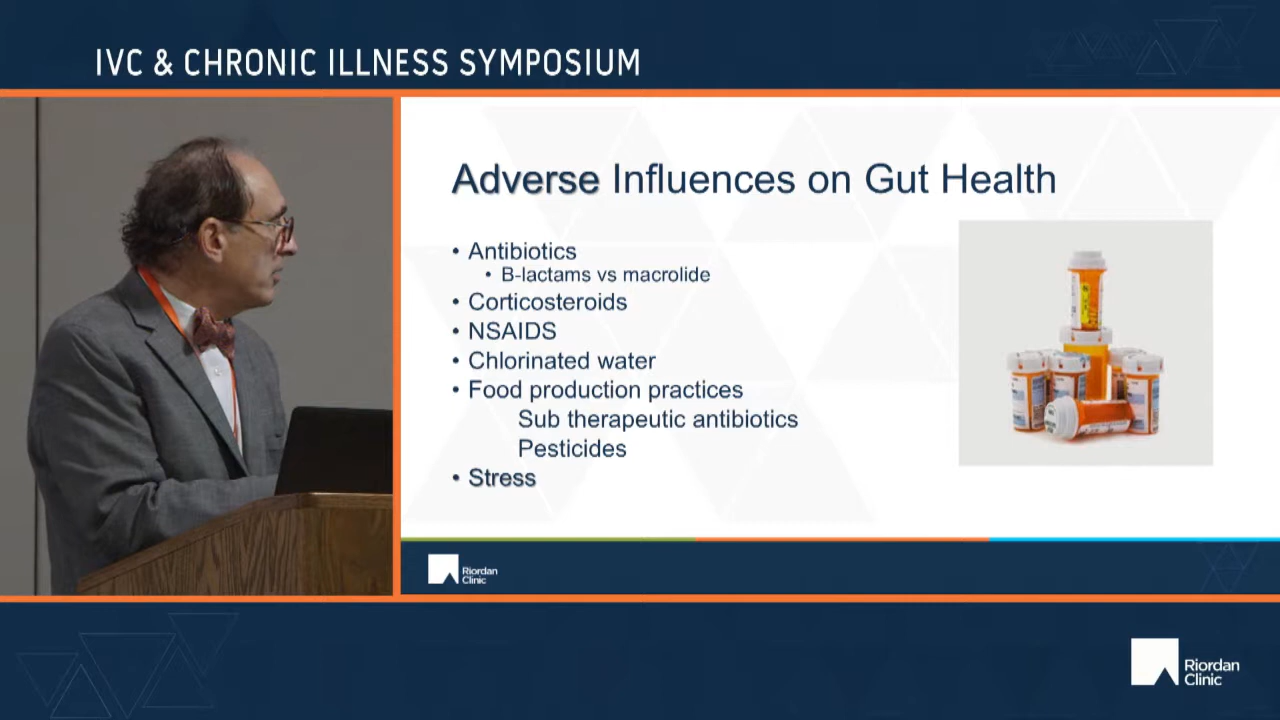 IVC & CHRONIC ILLNESS SYMPOSIUM
Adverse Influences on Gut Health
• Antibiotics
• B-lactams vs macrolide
• Corticosteroids
• NSAIDS
• Chlorinated water
• Food production practices
Sub therapeutic antibiotics
Pesticides
• Stress
Riordan
Clinic
Riordan
Clinic